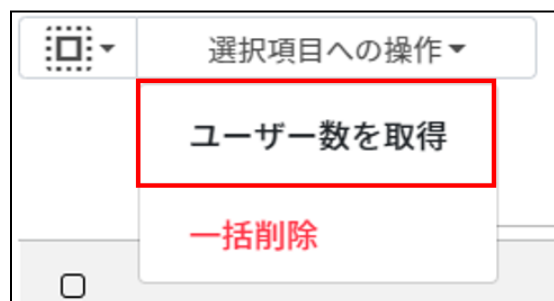 選択項目への操作
ユーザー数を取得
一括削除